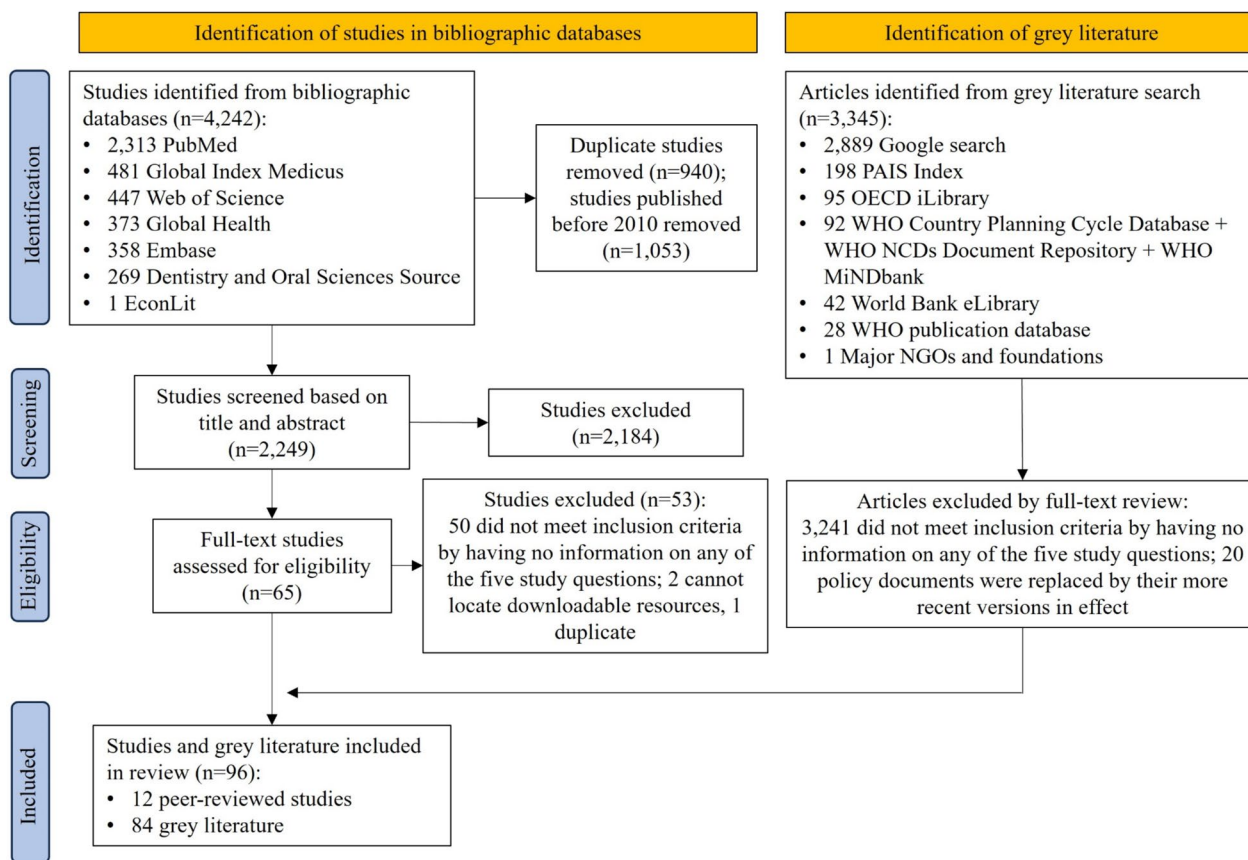 Identification of studies in bibliographic databases
Identification of grey literature
Identification
Studies identified from bibliographic
databases (n=4,242):
• 2,313 PubMed
• 481 Global Index Medicus
• 447 Web of Science
• 373 Global Health
• 358 Embase
• 269 Dentistry and Oral Sciences Source
• 1 EconLit
Duplicate studies
removed (n=940);
studies published
before 2010 removed
(n=1,053)
Articles identified from grey literature search
(n=3,345):
• 2,889 Google search
• 198 PAIS Index
• 95 OECD iLibrary
• 92 WHO Country Planning Cycle Database +
WHO NCDs Document Repository + WHO
MiNDbank
• 42 World Bank eLibrary
• 28 WHO publication database
• 1 Major NGOs and foundations
Screening
Studies screened based on
title and abstract
(n=2,249)
Studies excluded
(n=2,184)
Eligibility
Full-text studies
assessed for eligibility
(n=65)
Studies excluded (n=53):
50 did not meet inclusion criteria
by having no information on any of
the five study questions; 2 cannot
locate downloadable resources, 1
duplicate
Articles excluded by full-text review:
3,241 did not meet inclusion criteria by having no
information on any of the five study questions; 20
policy documents were replaced by their more
recent versions in effect
Included
Studies and grey literature included
in review (n=96):
• 12 peer-reviewed studies
• 84 grey literature